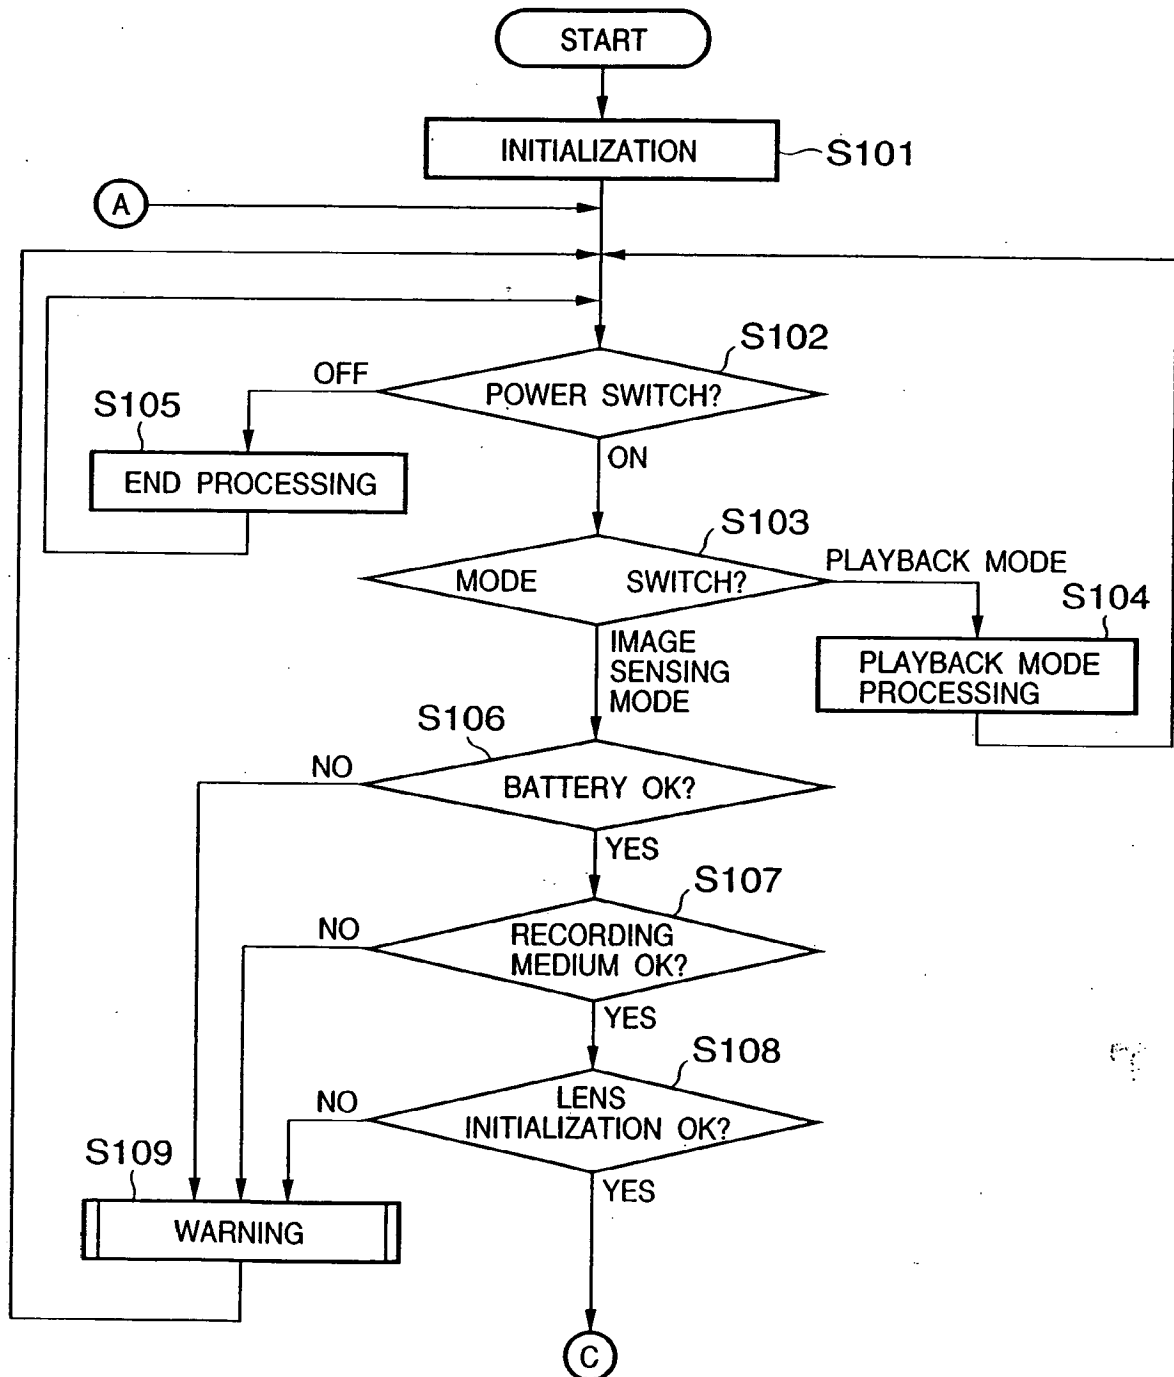 START
INITIALIZATION
S101
A
S102
OFF
POWER SWITCH?
S105
ON
END PROCESSING
S103
PLAYBACK MODE
MODE SWITCH?
S104
IMAGE
SENSING
MODE
PLAYBACK MODE
PROCESSING
S106
NO
BATTERY OK?
YES
S107
NO
RECORDING
MEDIUM OK?
YES
S108
NO
LENS
INITIALIZATION OK?
S109
YES
WARNING
C